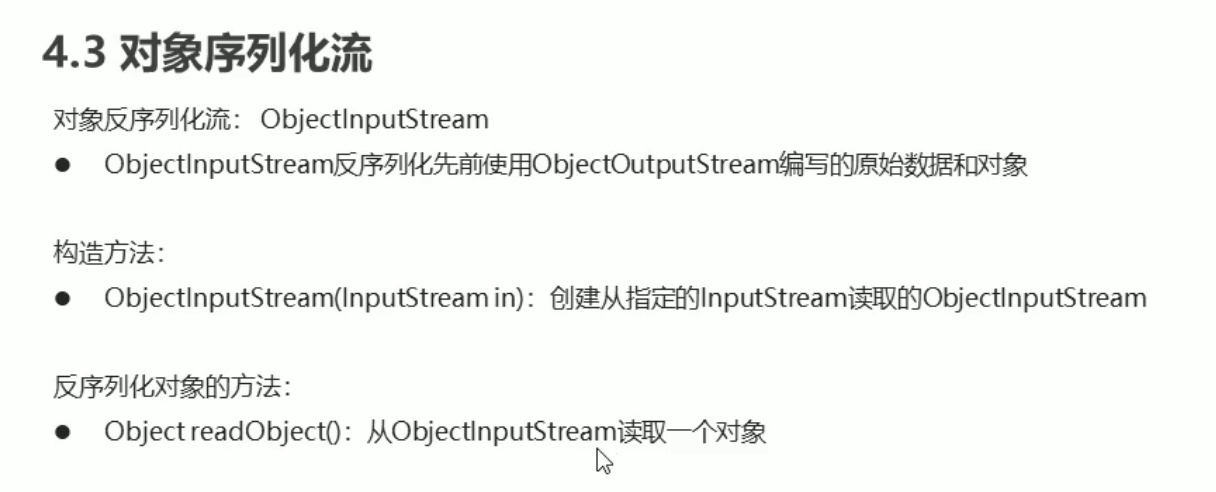 4.3 对象序列化流
对象反序列化流： ObjectInputStream
● ObjectInputStream反序列化先前使用ObjectOutputStream编写的原始数据和对象
构造方法：
● ObjectInputStream(InputStream in)：创建从指定的InputStream读取的ObjectInputStream
反序列化对象的方法：
● Object readObject()：从ObjectInputStream读取一个对象